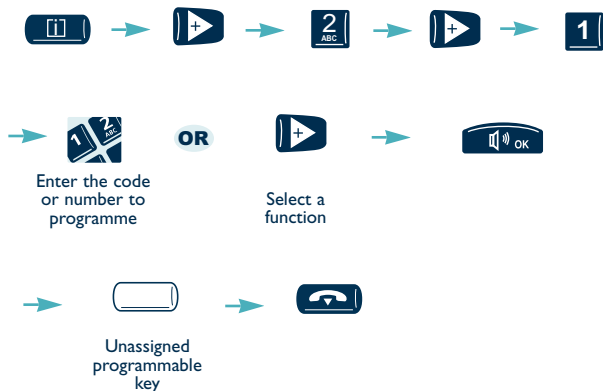 i
+
2
ABC
+
1
1 2
ABC
OR
+
OK
Enter the code
or number to
programme
Select a
function
Unassigned
programmable
key